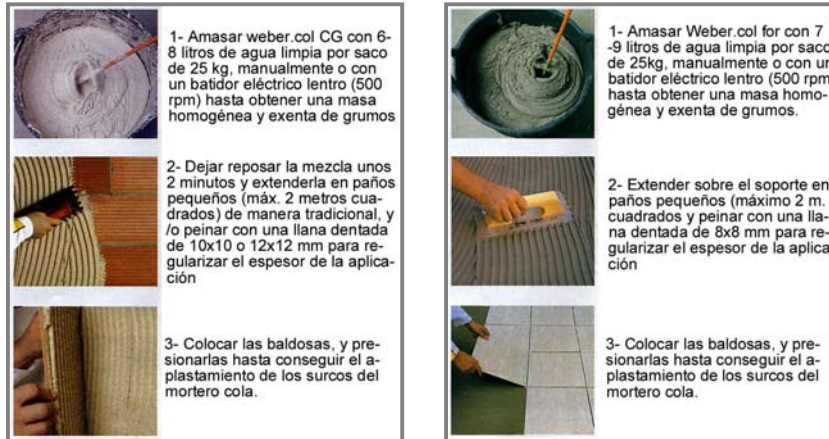 1- Amasar weber.col CG con 6-
8 litros de agua limpia por saco
de 25 kg, manualmente o con
un batidor eléctrico lentro (500
rpm) hasta obtener una masa
homogénea y exenta de grumos
2- Dejar reposar la mezcla unos
2 minutos y extenderla en paños
pequeños (máx. 2 metros cua-
drados) de manera tradicional, y
/o peinar con una llana dentada
de 10x10 o 12x12 mm para re-
gularizar el espesor de la aplica-
ción
3- Colocar las baldosas, y pre-
sionarlas hasta conseguir el a-
plastamiento de los surcos del
mortero cola.
1- Amasar Weber.col for con 7
-9 litros de agua limpia por saco
de 25kg, manualmente o con un
batidor eléctrico lentro (500 rpm
hasta obtener una masa homo-
génea y exenta de grumos.
2- Extender sobre el soporte en
paños pequeños (máximo 2 m.
cuadrados y peinar con una lla-
na dentada de 8x8 mm para re-
gularizar el espesor de la aplica
ción
3- Colocar las baldosas, y pre-
sionarlas hasta conseguir el a-
plastamiento de los surcos del
mortero cola.